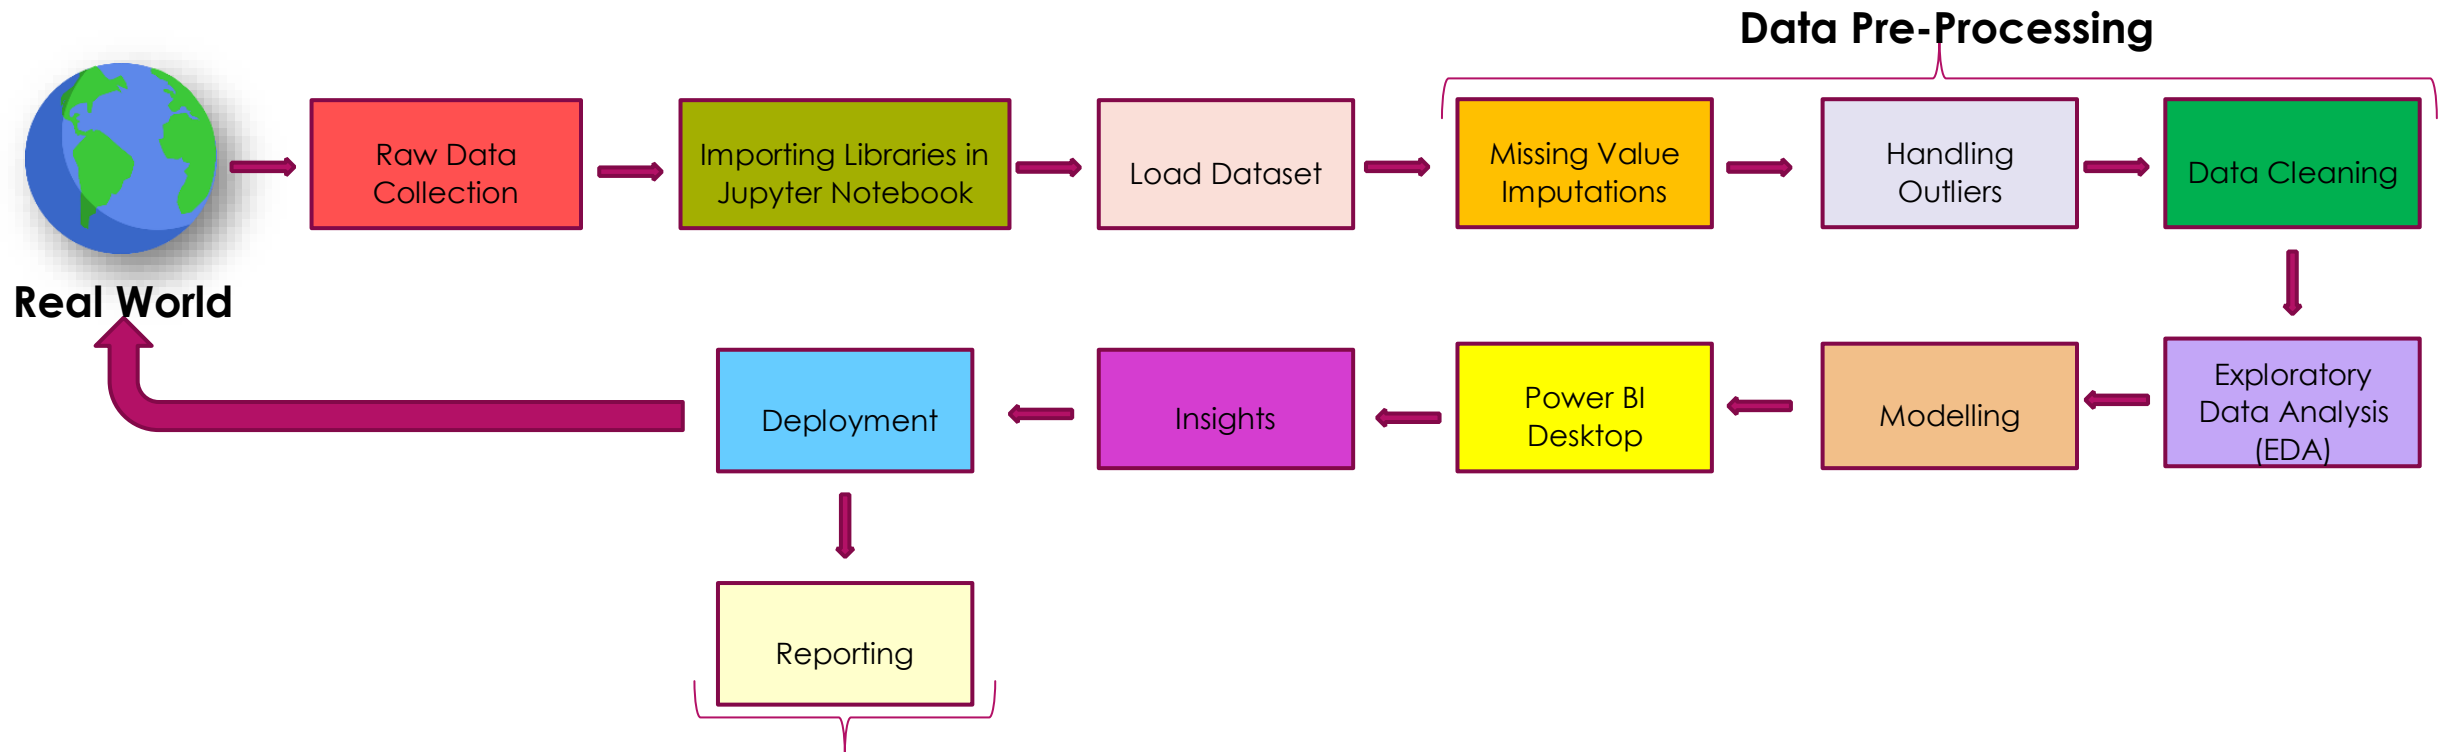 Data Pre-Processing
Raw Data
Collection
Importing Libraries in
Jupyter Notebook
Load Dataset
Missing Value
Imputations
Handling
Outliers
Data Cleaning
Real World
Deployment
Insights
Power BI
Desktop
Modelling
Exploratory
Data Analysis
(EDA)
Reporting